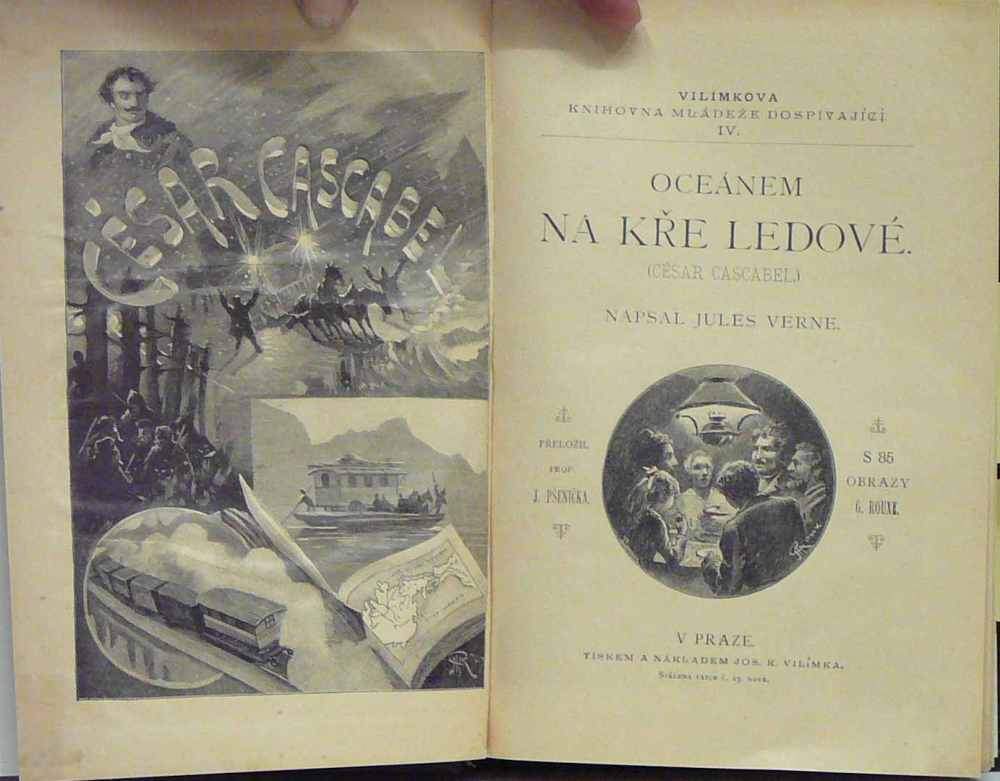 CÉSAR CASCABEL
VILÍMKOVA
KNIHOVNA MLÁDEŽE DOSPÍVAJÍCÍ
IV.
OCEÁNEM
NA KŘE LEDOVÉ.
(CÉSAR CASCABEL)
NAPSAL JULES VERNE.
PŘELOŽIL
PROF.
J. PŠENIČKA.
S 85
OBRAZY
G. ROUXE.
V PRAZE.
TISKEM A NÁKLADEM JOS. R. VILÍMKA.